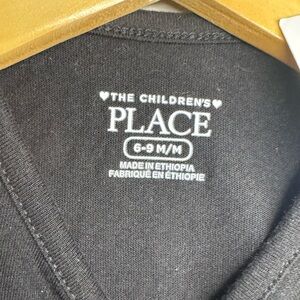 ♥THE CHILDREN'S♥
PLACE
6-9 M/M
MADE IN ETHIOPIA
FABRIQUÉ EN ÉTHIOPIE